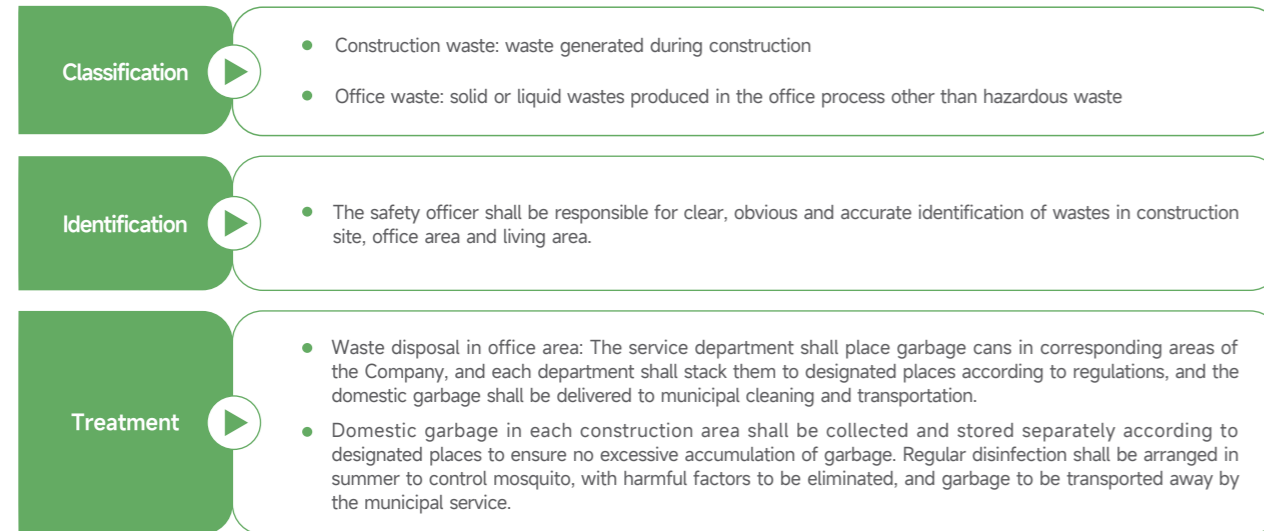 Classification
Construction waste: waste generated during construction
Office waste: solid or liquid wastes produced in the office process other than hazardous waste
Identification
The safety officer shall be responsible for clear, obvious and accurate identification of wastes in construction
site, office area and living area.
Treatment
Waste disposal in office area: The service department shall place garbage cans in corresponding areas of
the Company, and each department shall stack them to designated places according to regulations, and the
domestic garbage shall be delivered to municipal cleaning and transportation.
Domestic garbage in each construction area shall be collected and stored separately according to
designated places to ensure no excessive accumulation of garbage. Regular disinfection shall be arranged in
summer to control mosquito, with harmful factors to be eliminated, and garbage to be transported away by
the municipal service.